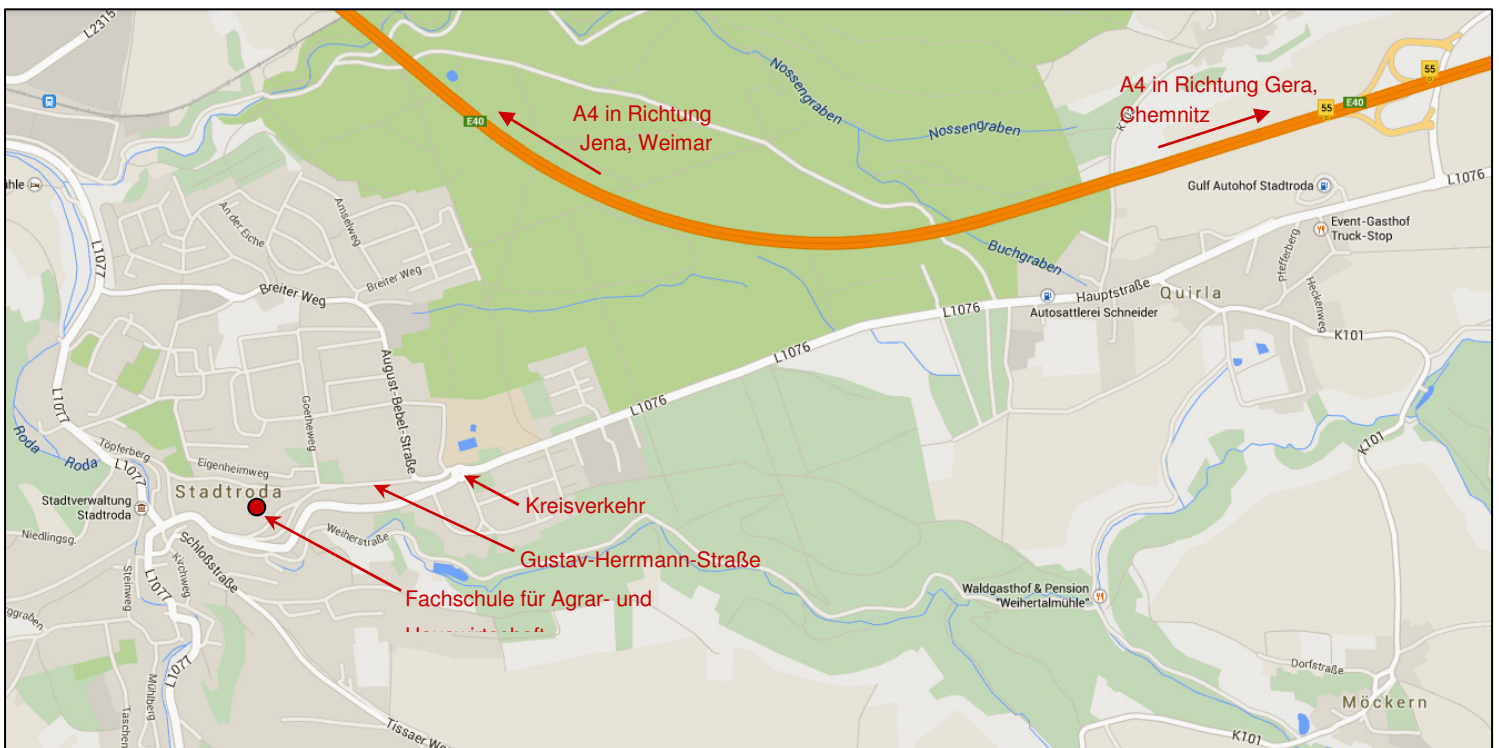 L2315
A4 in Richtung
Jena, Weimar
E40
A4 in Richtung Gera,
Chemnitz
55
E40
55
Nossengraben
Nossengraben
Gulf Autohof Stadtroda
L1076
Event-Gasthof
Truck-Stop
Pfefferberg
Heckenweg
Buchgraben
Hauptstraße
Quirla
Autosattlerei Schneider
K101
L1076
L1076
L1076
An der Eiche
Amselweg
Breiter Weg
Breiter Weg
L1077
August-Bebel-Straße
Goetheweg
L1077
Roda
Roda
Töpferberg
L1077
Eigenheimweg
Stadtroda
Stadtverwaltung
Stadtroda
Niedlingsg.
Kreisverkehr
Gustav-Herrmann-Straße
Fachschule für Agrar- und
Weiherstraße
Schloßstraße
Kirchweg
Steinweg
L1077
L1077
Mühlberg
Tissaer
Waldgasthof & Pension
"Weihertalmühle"
K101
Dorfstraße
Möckern
K101